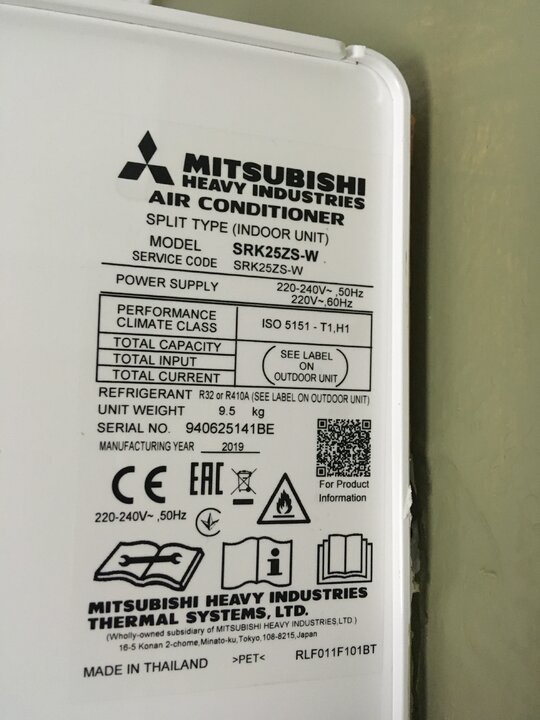 MITSUBISHI
HEAVY INDUSTRIES
AIR CONDITIONER
SPLIT TYPE (INDOOR UNIT)
MODEL SRK25ZS-W
SERVICE CODE SRK25ZS-W
POWER SUPPLY 220-240V~ ,50Hz
220V~,60Hz
PERFORMANCE
CLIMATE CLASS ISO 5151 - T1,H1
TOTAL CAPACITY
TOTAL INPUT
TOTAL CURRENT
SEE LABEL
ON
OUTDOOR UNIT
REFRIGERANT R32 or R410A (SEE LABEL ON OUTDOOR UNIT)
UNIT WEIGHT 9.5 kg
SERIAL NO. 940625141BE
MANUFACTURING YEAR 2019
CE EAC
For Product
Information
220-240V~ ,50Hz
i
MITSUBISHI HEAVY INDUSTRIES
THERMAL SYSTEMS, LTD.
(Wholly-owned subsidiary of MITSUBISHI HEAVY INDUSTRIES,LTD.)
16-5 Konan 2-chome,Minato-ku,Tokyo,108-8215,Japan
MADE IN THAILAND >PET< RLF011F101BT